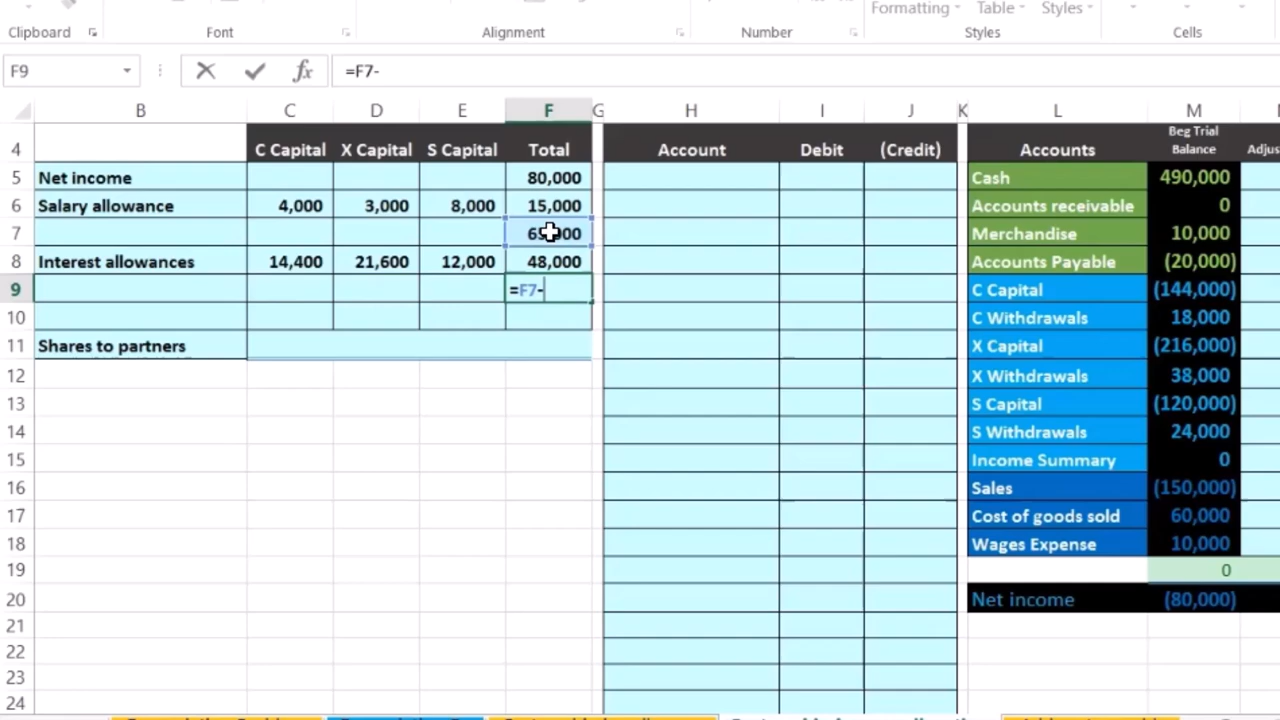 Formatting Table Styles
Clipboard Font Alignment Number Styles Cells
F9 fx =F7-
B C D E F G H I J K L M
4 C Capital X Capital S Capital Total Account Debit (Credit) Accounts Beg Trial Balance
5 Net income 80,000 Cash 490,000
6 Salary allowance 4,000 3,000 8,000 15,000 Accounts receivable 0
7 Merchandise 10,000
8 Interest allowances 14,400 21,600 12,000 48,000 Accounts Payable (20,000)
9 =F7- C Capital (144,000)
10 C Withdrawals 18,000
11 Shares to partners X Capital (216,000)
12 X Withdrawals 38,000
13 S Capital (120,000)
14 S Withdrawals 24,000
15 Income Summary 0
16 Sales (150,000)
17 Cost of goods sold 60,000
18 Wages Expense 10,000
19 0
20 Net income (80,000)
21
22
23
24